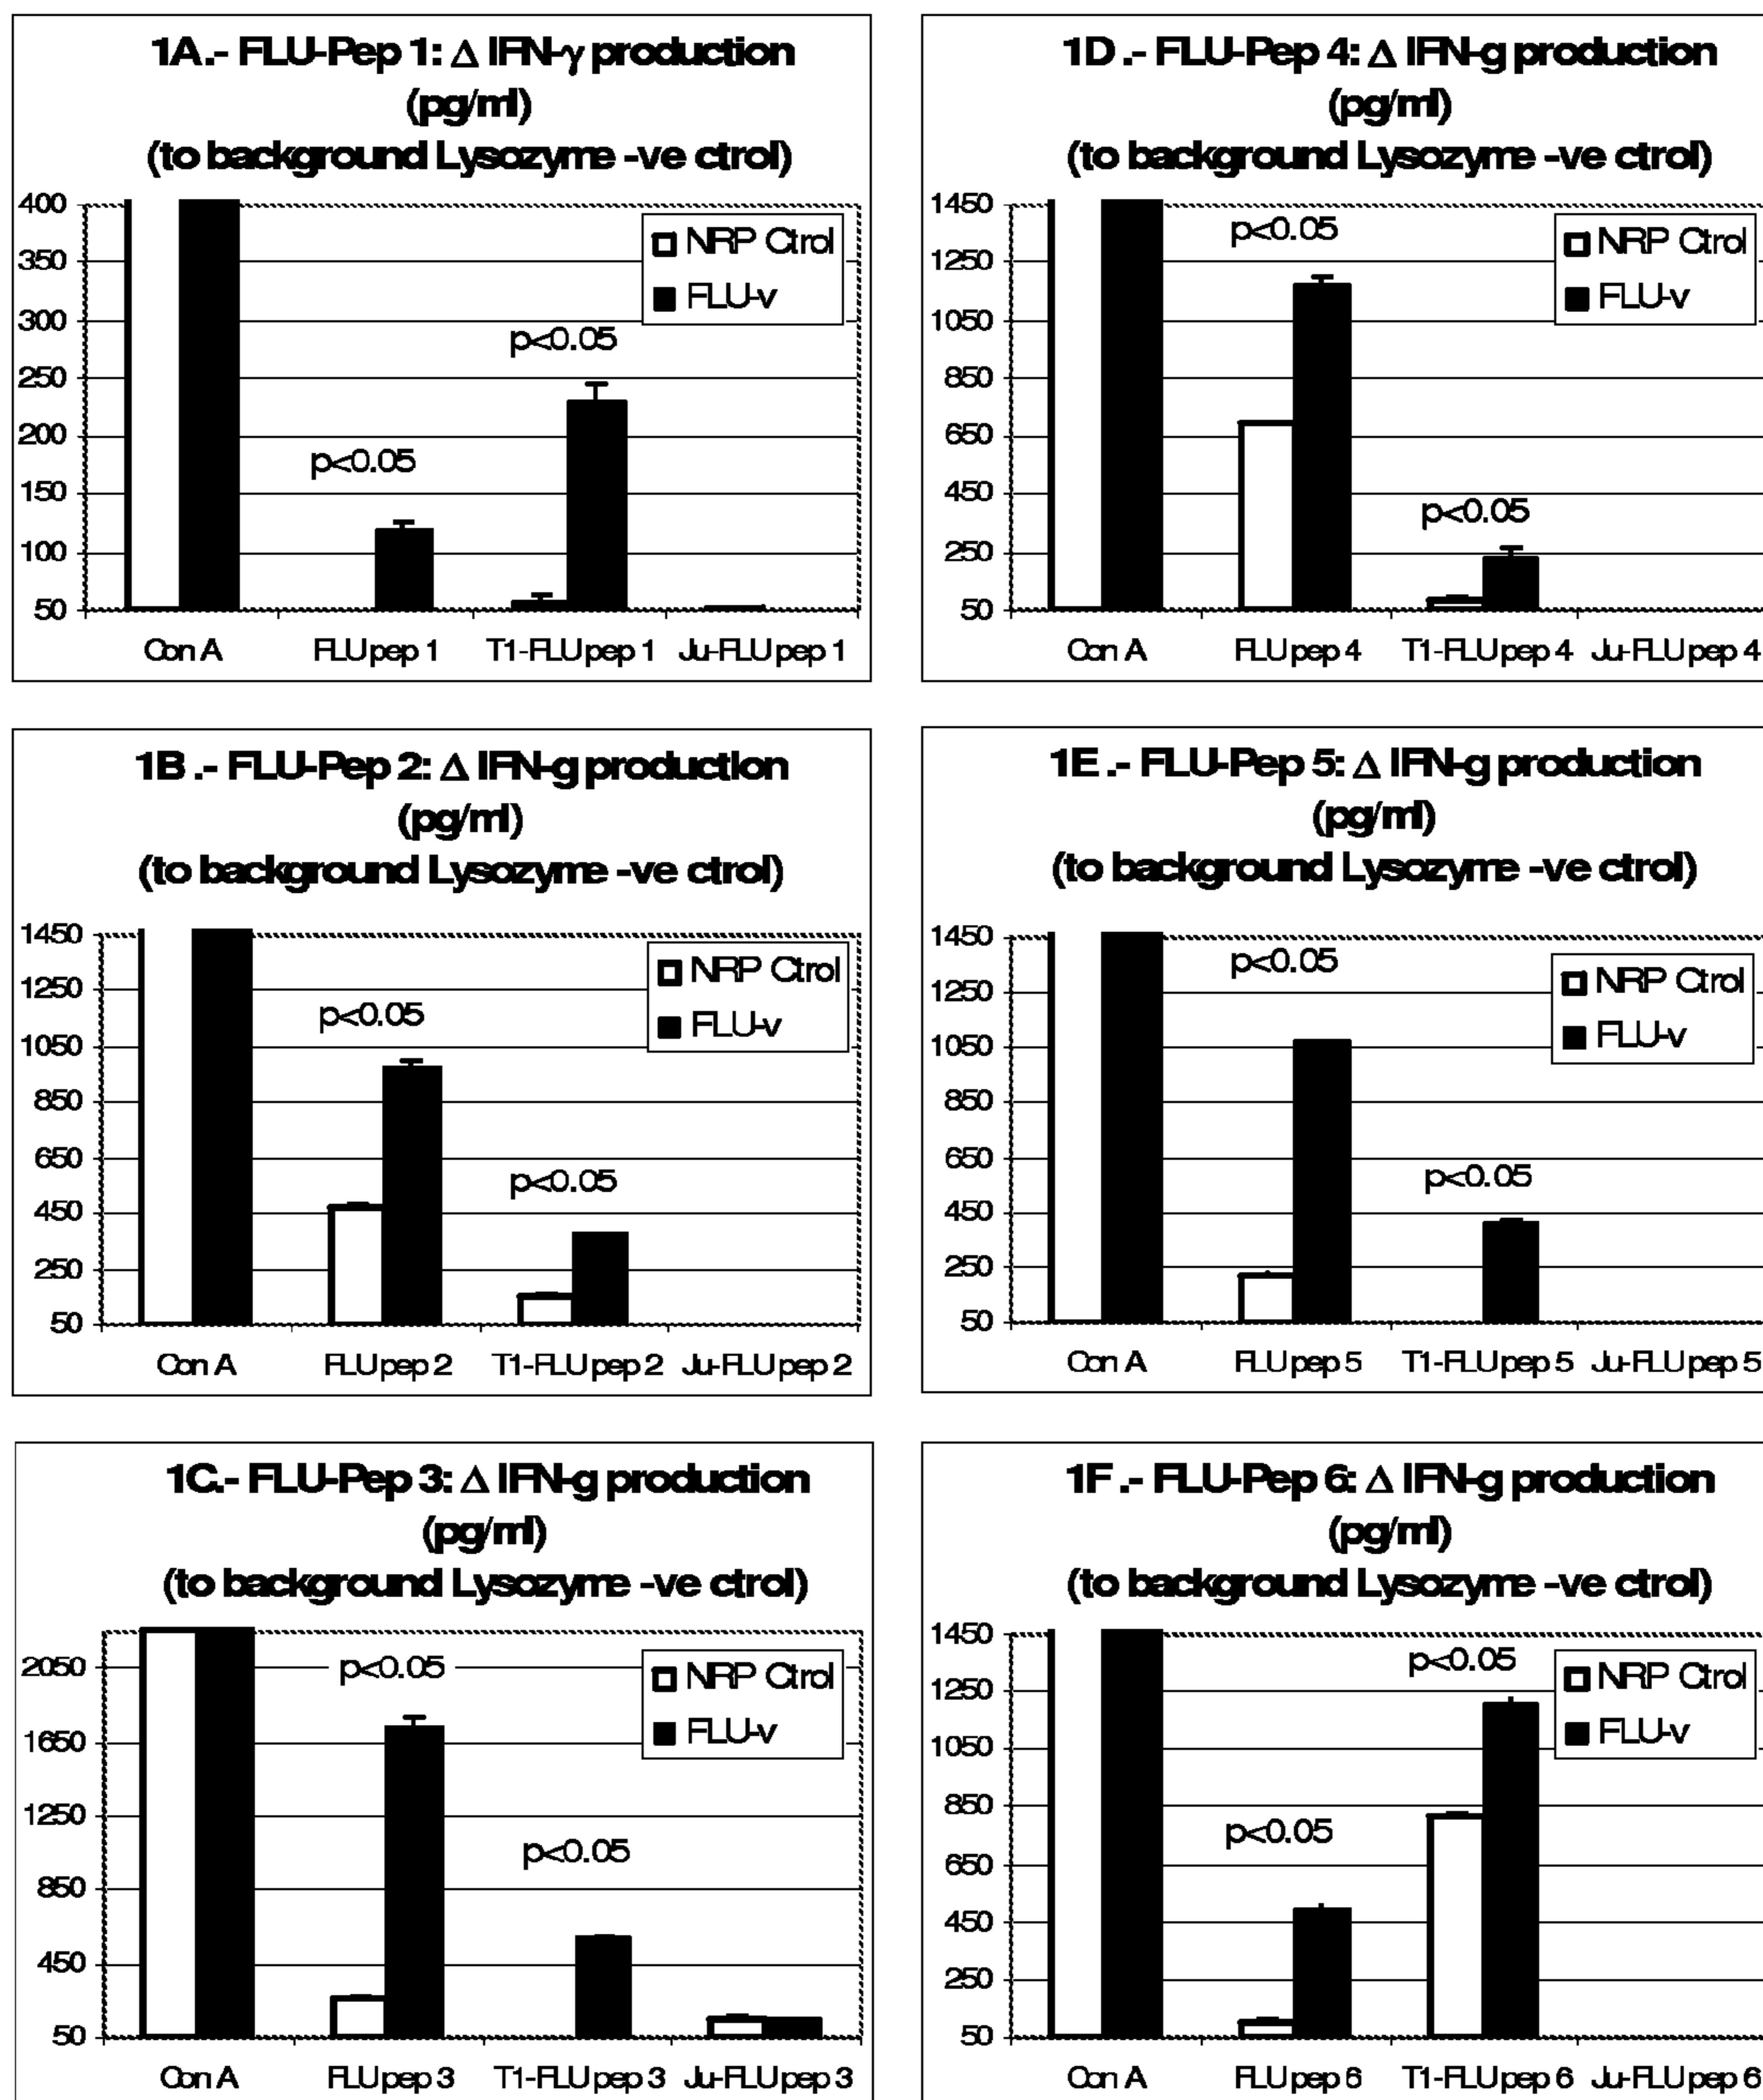 1A.- FLU-Pep 1: Δ IFN-γ production
(pg/ml)
(to background Lysozyme -ve ctrol)
400
350
300
250
200
150
100
50
NRP Ctrol
FLU-v
p<0.05
p<0.05
Con A FLUpep 1 T1-FLUpep 1 Ju-FLUpep 1
1D .- FLU-Pep 4: Δ IFN-g production
(pg/ml)
(to background Lysozyme -ve ctrol)
1450
1250
1050
850
650
450
250
50
p<0.05
NRP Ctrol
FLU-v
p<0.05
Con A FLUpep 4 T1-FLUpep 4 Ju-FLUpep 4
1B .- FLU-Pep 2: Δ IFN-g production
(pg/ml)
(to background Lysozyme -ve ctrol)
1450
1250
1050
850
650
450
250
50
NRP Ctrol
FLU-v
p<0.05
p<0.05
Con A FLUpep 2 T1-FLUpep 2 Ju-FLUpep 2
1E .- FLU-Pep 5: Δ IFN-g production
(pg/ml)
(to background Lysozyme -ve ctrol)
1450
1250
1050
850
650
450
250
50
p<0.05
NRP Ctrol
FLU-v
p<0.05
Con A FLUpep 5 T1-FLUpep 5 Ju-FLUpep 5
1C.- FLU-Pep 3: Δ IFN-g production
(pg/ml)
(to background Lysozyme -ve ctrol)
2050
1650
1250
850
450
50
p<0.05
NRP Ctrol
FLU-v
p<0.05
Con A FLUpep 3 T1-FLUpep 3 Ju-FLUpep 3
1F .- FLU-Pep 6: Δ IFN-g production
(pg/ml)
(to background Lysozyme -ve ctrol)
1450
1250
1050
850
650
450
250
50
p<0.05
NRP Ctrol
FLU-v
p<0.05
Con A FLUpep 6 T1-FLUpep 6 Ju-FLUpep 6